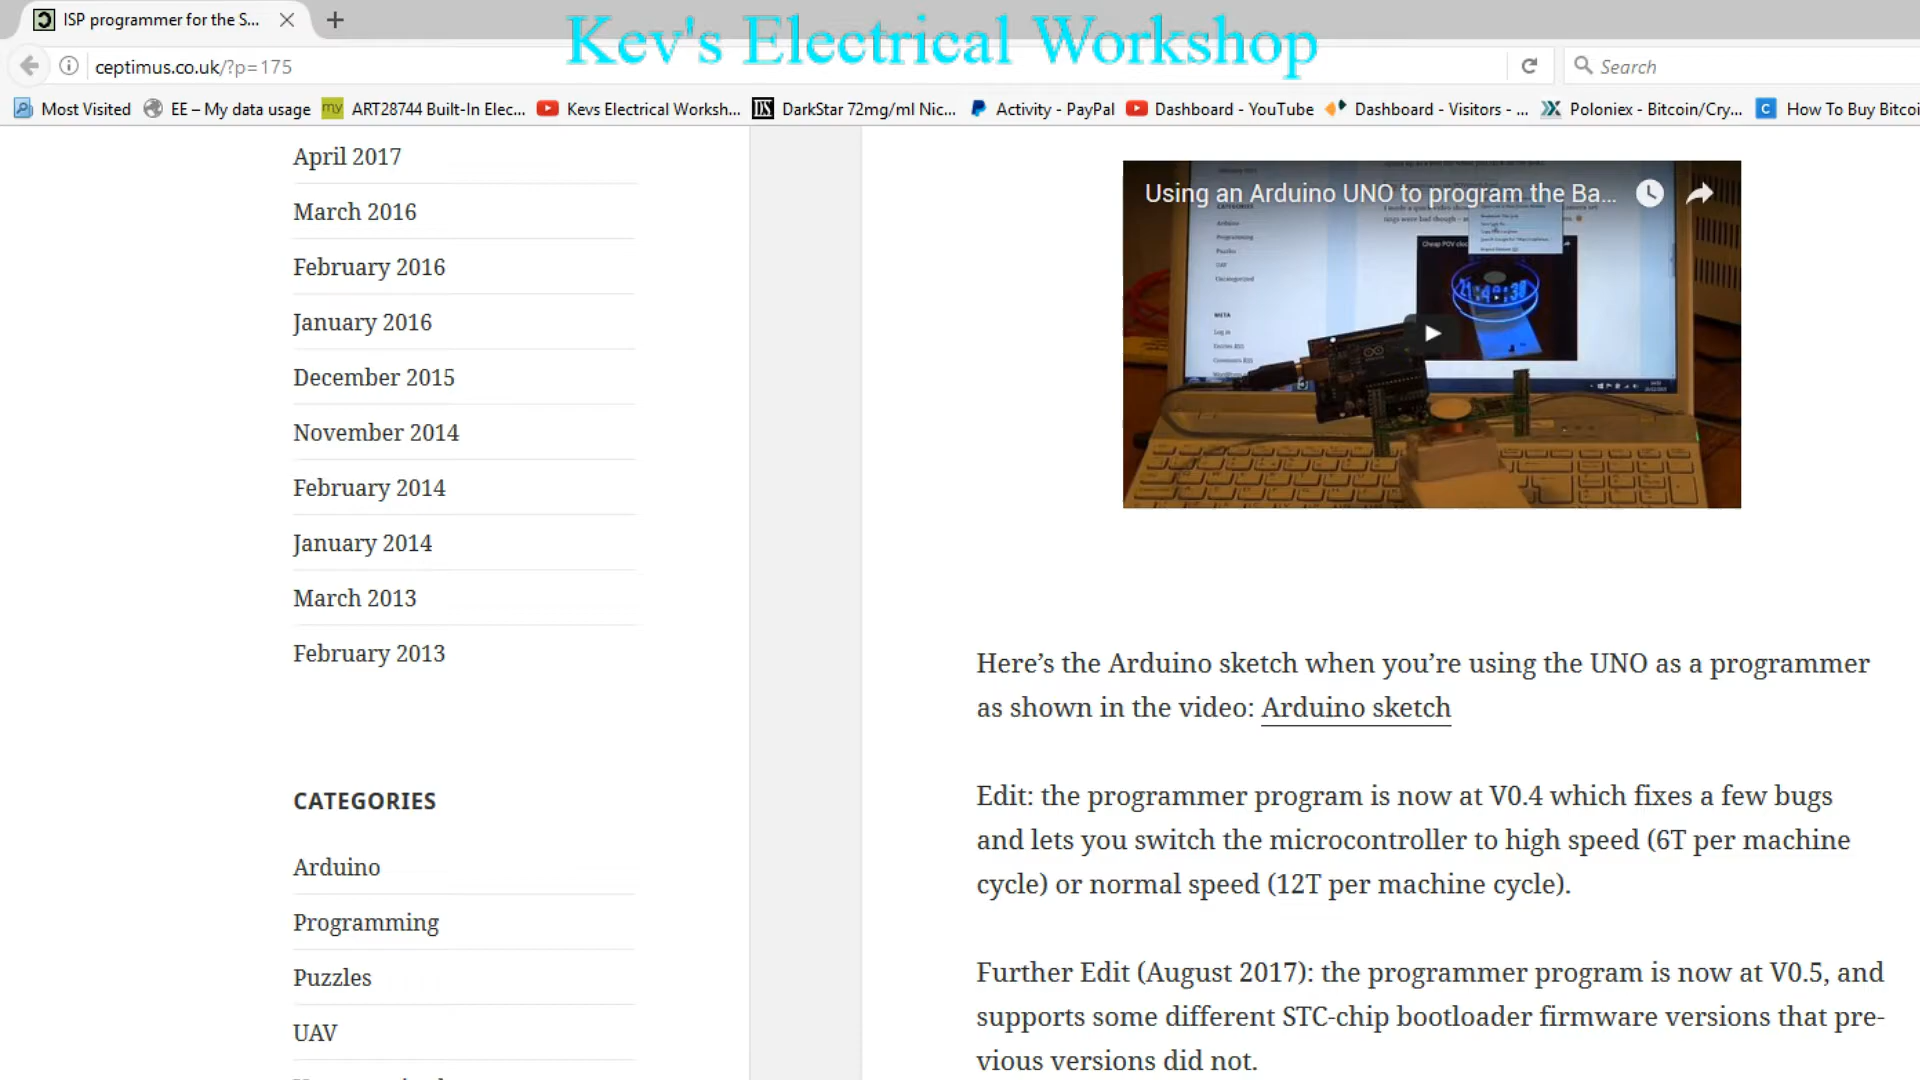 ISP programmer for the S...
Kev's Electrical Workshop
ceptimus.co.uk/?p=175
Search
Most Visited
EE – My data usage
my
ART28744 Built-In Elec...
Kevs Electrical Worksh...
DarkStar 72mg/ml Nic...
Activity - PayPal
Dashboard - YouTube
Dashboard - Visitors - ...
Poloniex - Bitcoin/Cry...
C
How To Buy Bitcoi
April 2017
March 2016
February 2016
January 2016
December 2015
November 2014
February 2014
January 2014
March 2013
February 2013
CATEGORIES
Arduino
Programming
Puzzles
UAV
Using an Arduino UNO to program the Ba...
Here’s the Arduino sketch when you’re using the UNO as a programmer
as shown in the video: Arduino sketch
Edit: the programmer program is now at V0.4 which fixes a few bugs
and lets you switch the microcontroller to high speed (6T per machine
cycle) or normal speed (12T per machine cycle).
Further Edit (August 2017): the programmer program is now at V0.5, and
supports some different STC-chip bootloader firmware versions that pre-
vious versions did not.